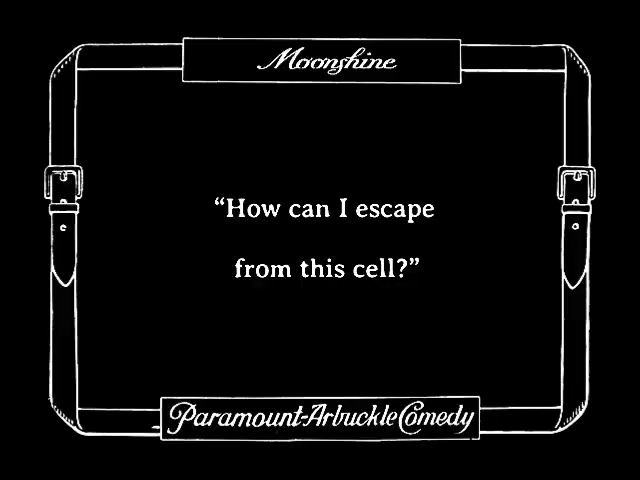 Moonshine
“How can I escape
from this cell?”
Paramount-Arbuckle Comedy